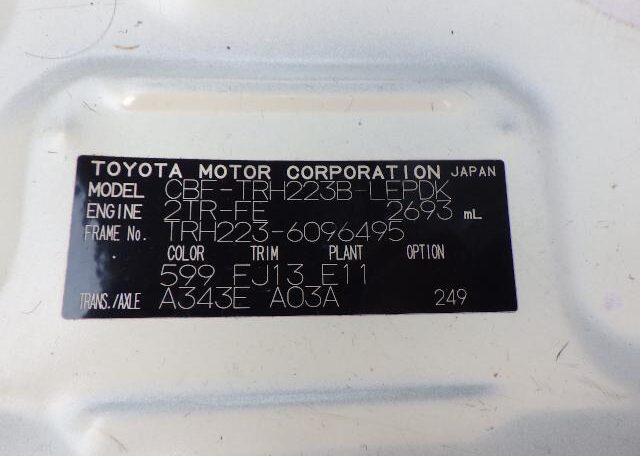 TOYOTA MOTOR CORPORATION JAPAN
MODEL CBF-TRH223B-LEPDK
ENGINE 2TR-FE 2693 mL
FRAME No. TRH223-6096495
COLOR TRIM PLANT OPTION
599 FJ13 E11
TRANS./AXLE A343E A03A 249